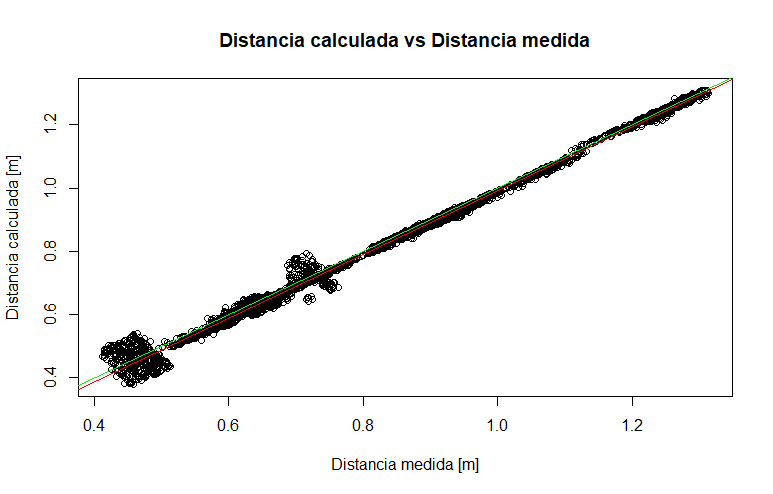 Distancia calculada vs Distancia medida
Distancia calculada [m]
1.2
1.0
0.8
0.6
0.4
0.4 0.6 0.8 1.0 1.2
Distancia medida [m]